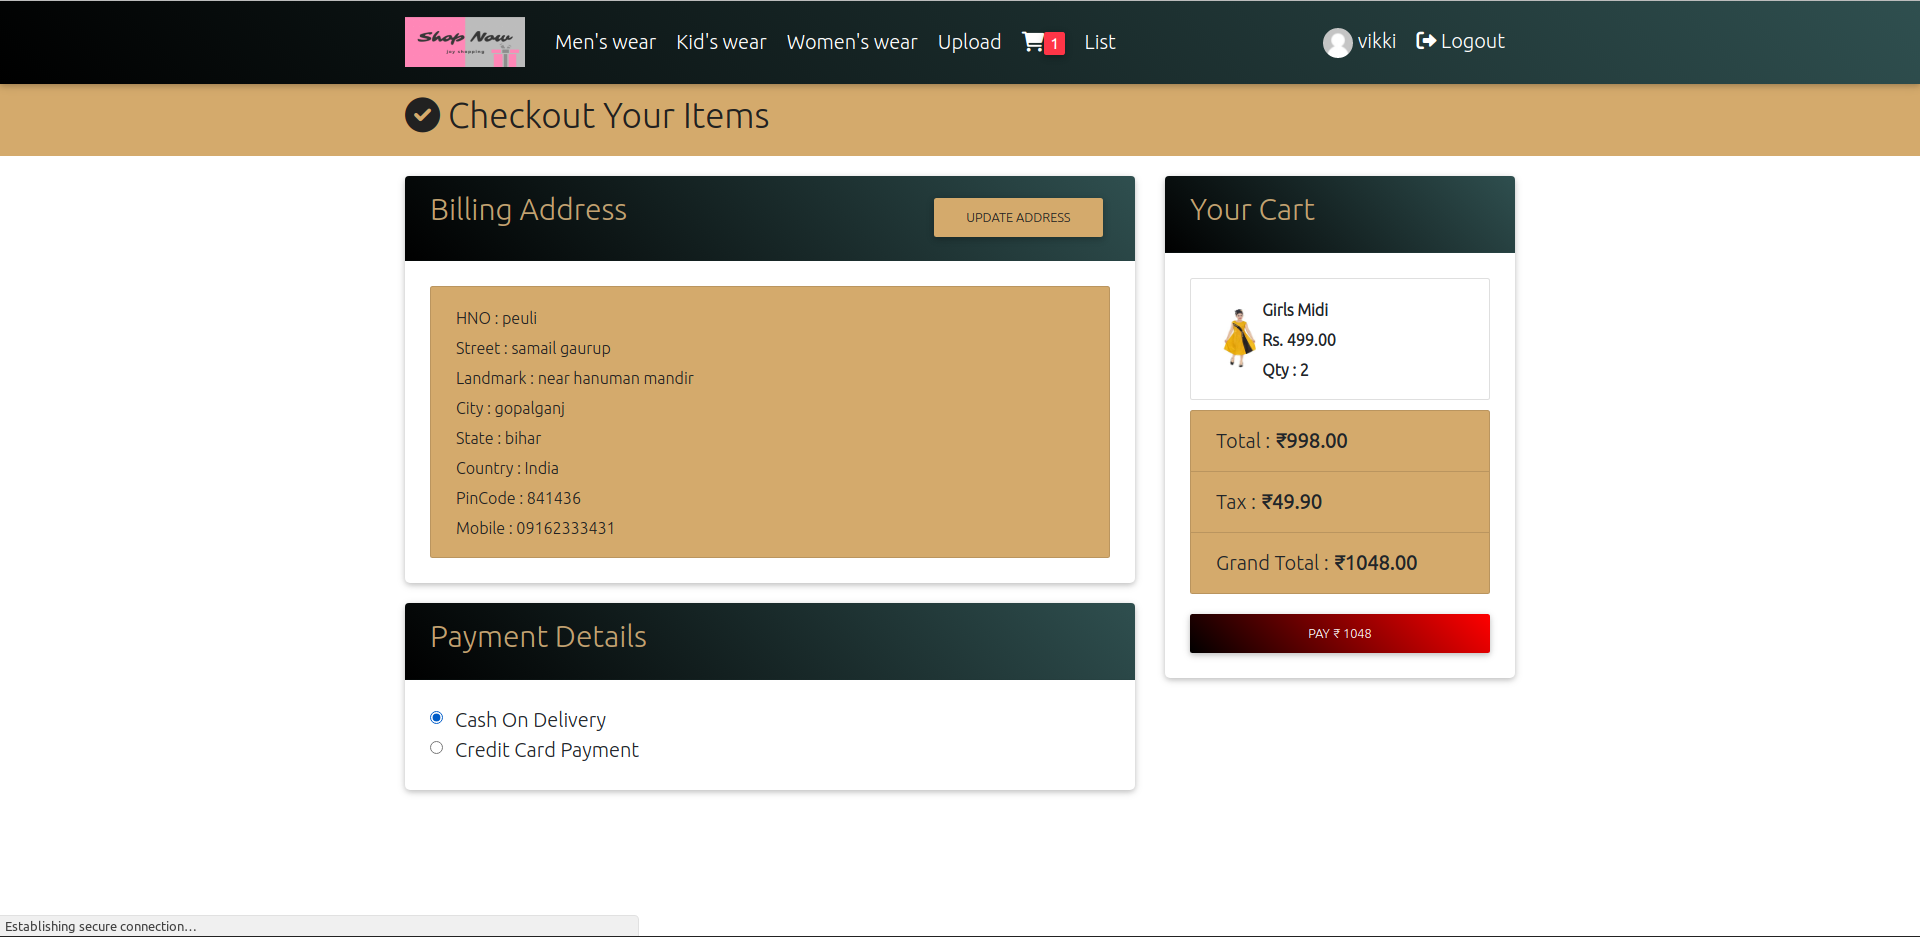 Shop Now
joy shopping
Men's wear Kid's wear Women's wear Upload 1 List vikki Logout
Checkout Your Items
Billing Address
UPDATE ADDRESS
HNO : peuli
Street : samail gaurup
Landmark : near hanuman mandir
City : gopalganj
State : bihar
Country : India
PinCode : 841436
Mobile : 09162333431
Payment Details
Cash On Delivery
Credit Card Payment
Your Cart
Girls Midi
Rs. 499.00
Qty : 2
Total : ₹998.00
Tax : ₹49.90
Grand Total : ₹1048.00
PAY ₹ 1048
Establishing secure connection...